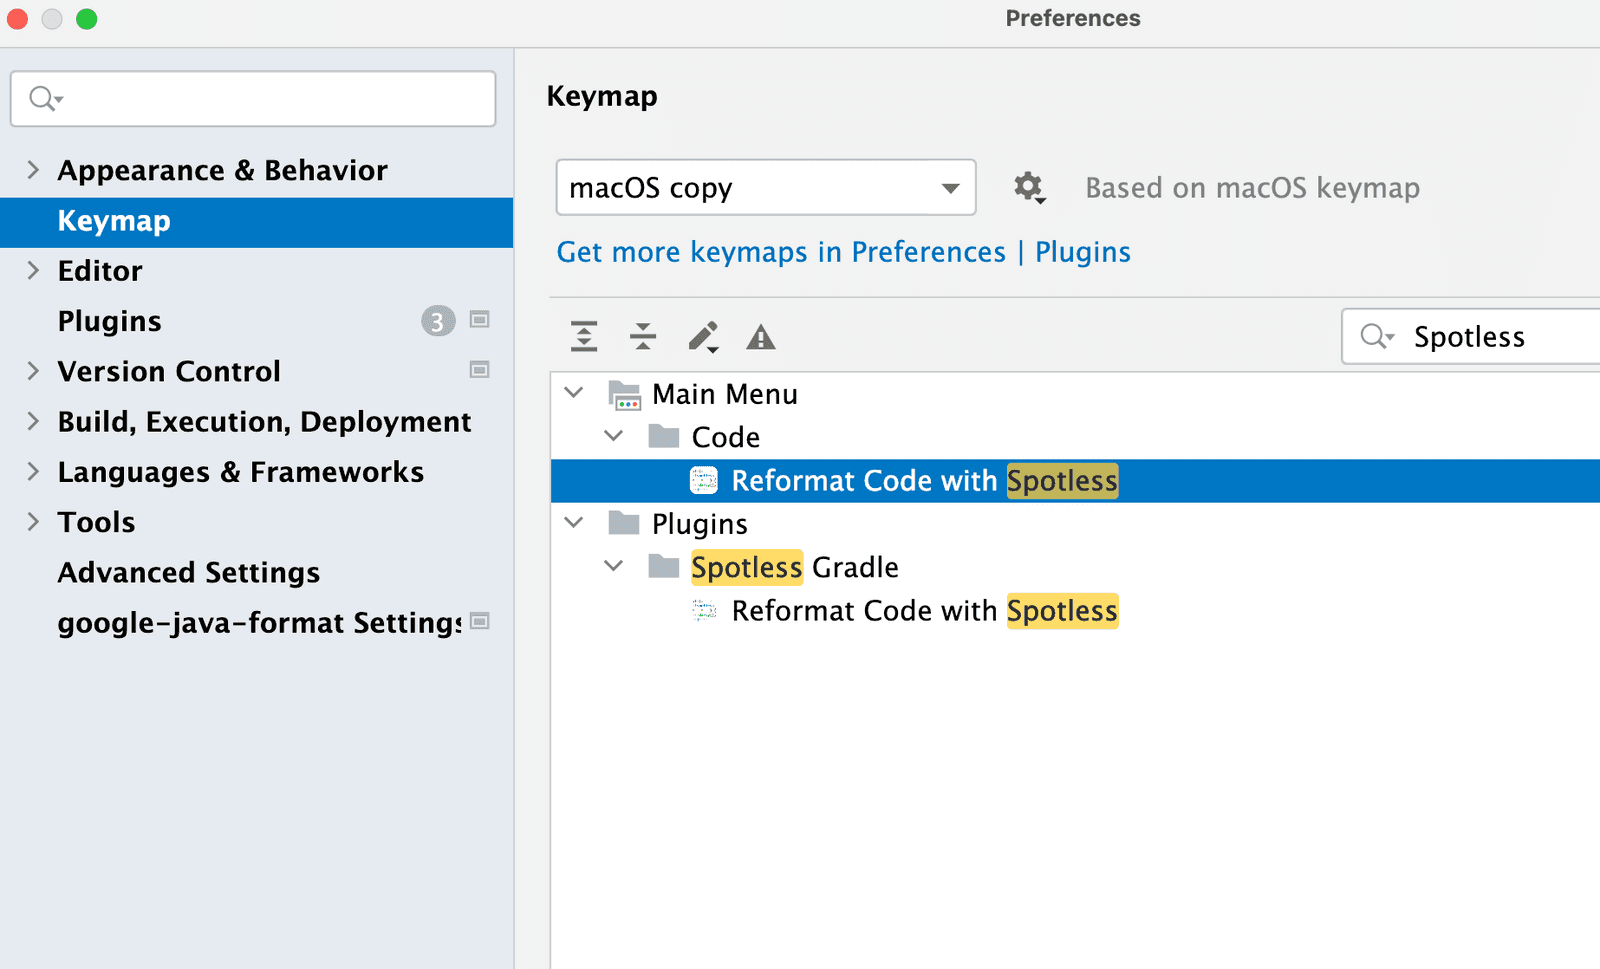 Preferences
Appearance & Behavior
Keymap
Editor
Plugins
3
Version Control
Build, Execution, Deployment
Languages & Frameworks
Tools
Advanced Settings
google-java-format Settings
Keymap
macOS copy
Based on macOS keymap
Get more keymaps in Preferences | Plugins
Spotless
Main Menu
Code
Reformat Code with Spotless
Plugins
Spotless Gradle
Reformat Code with Spotless